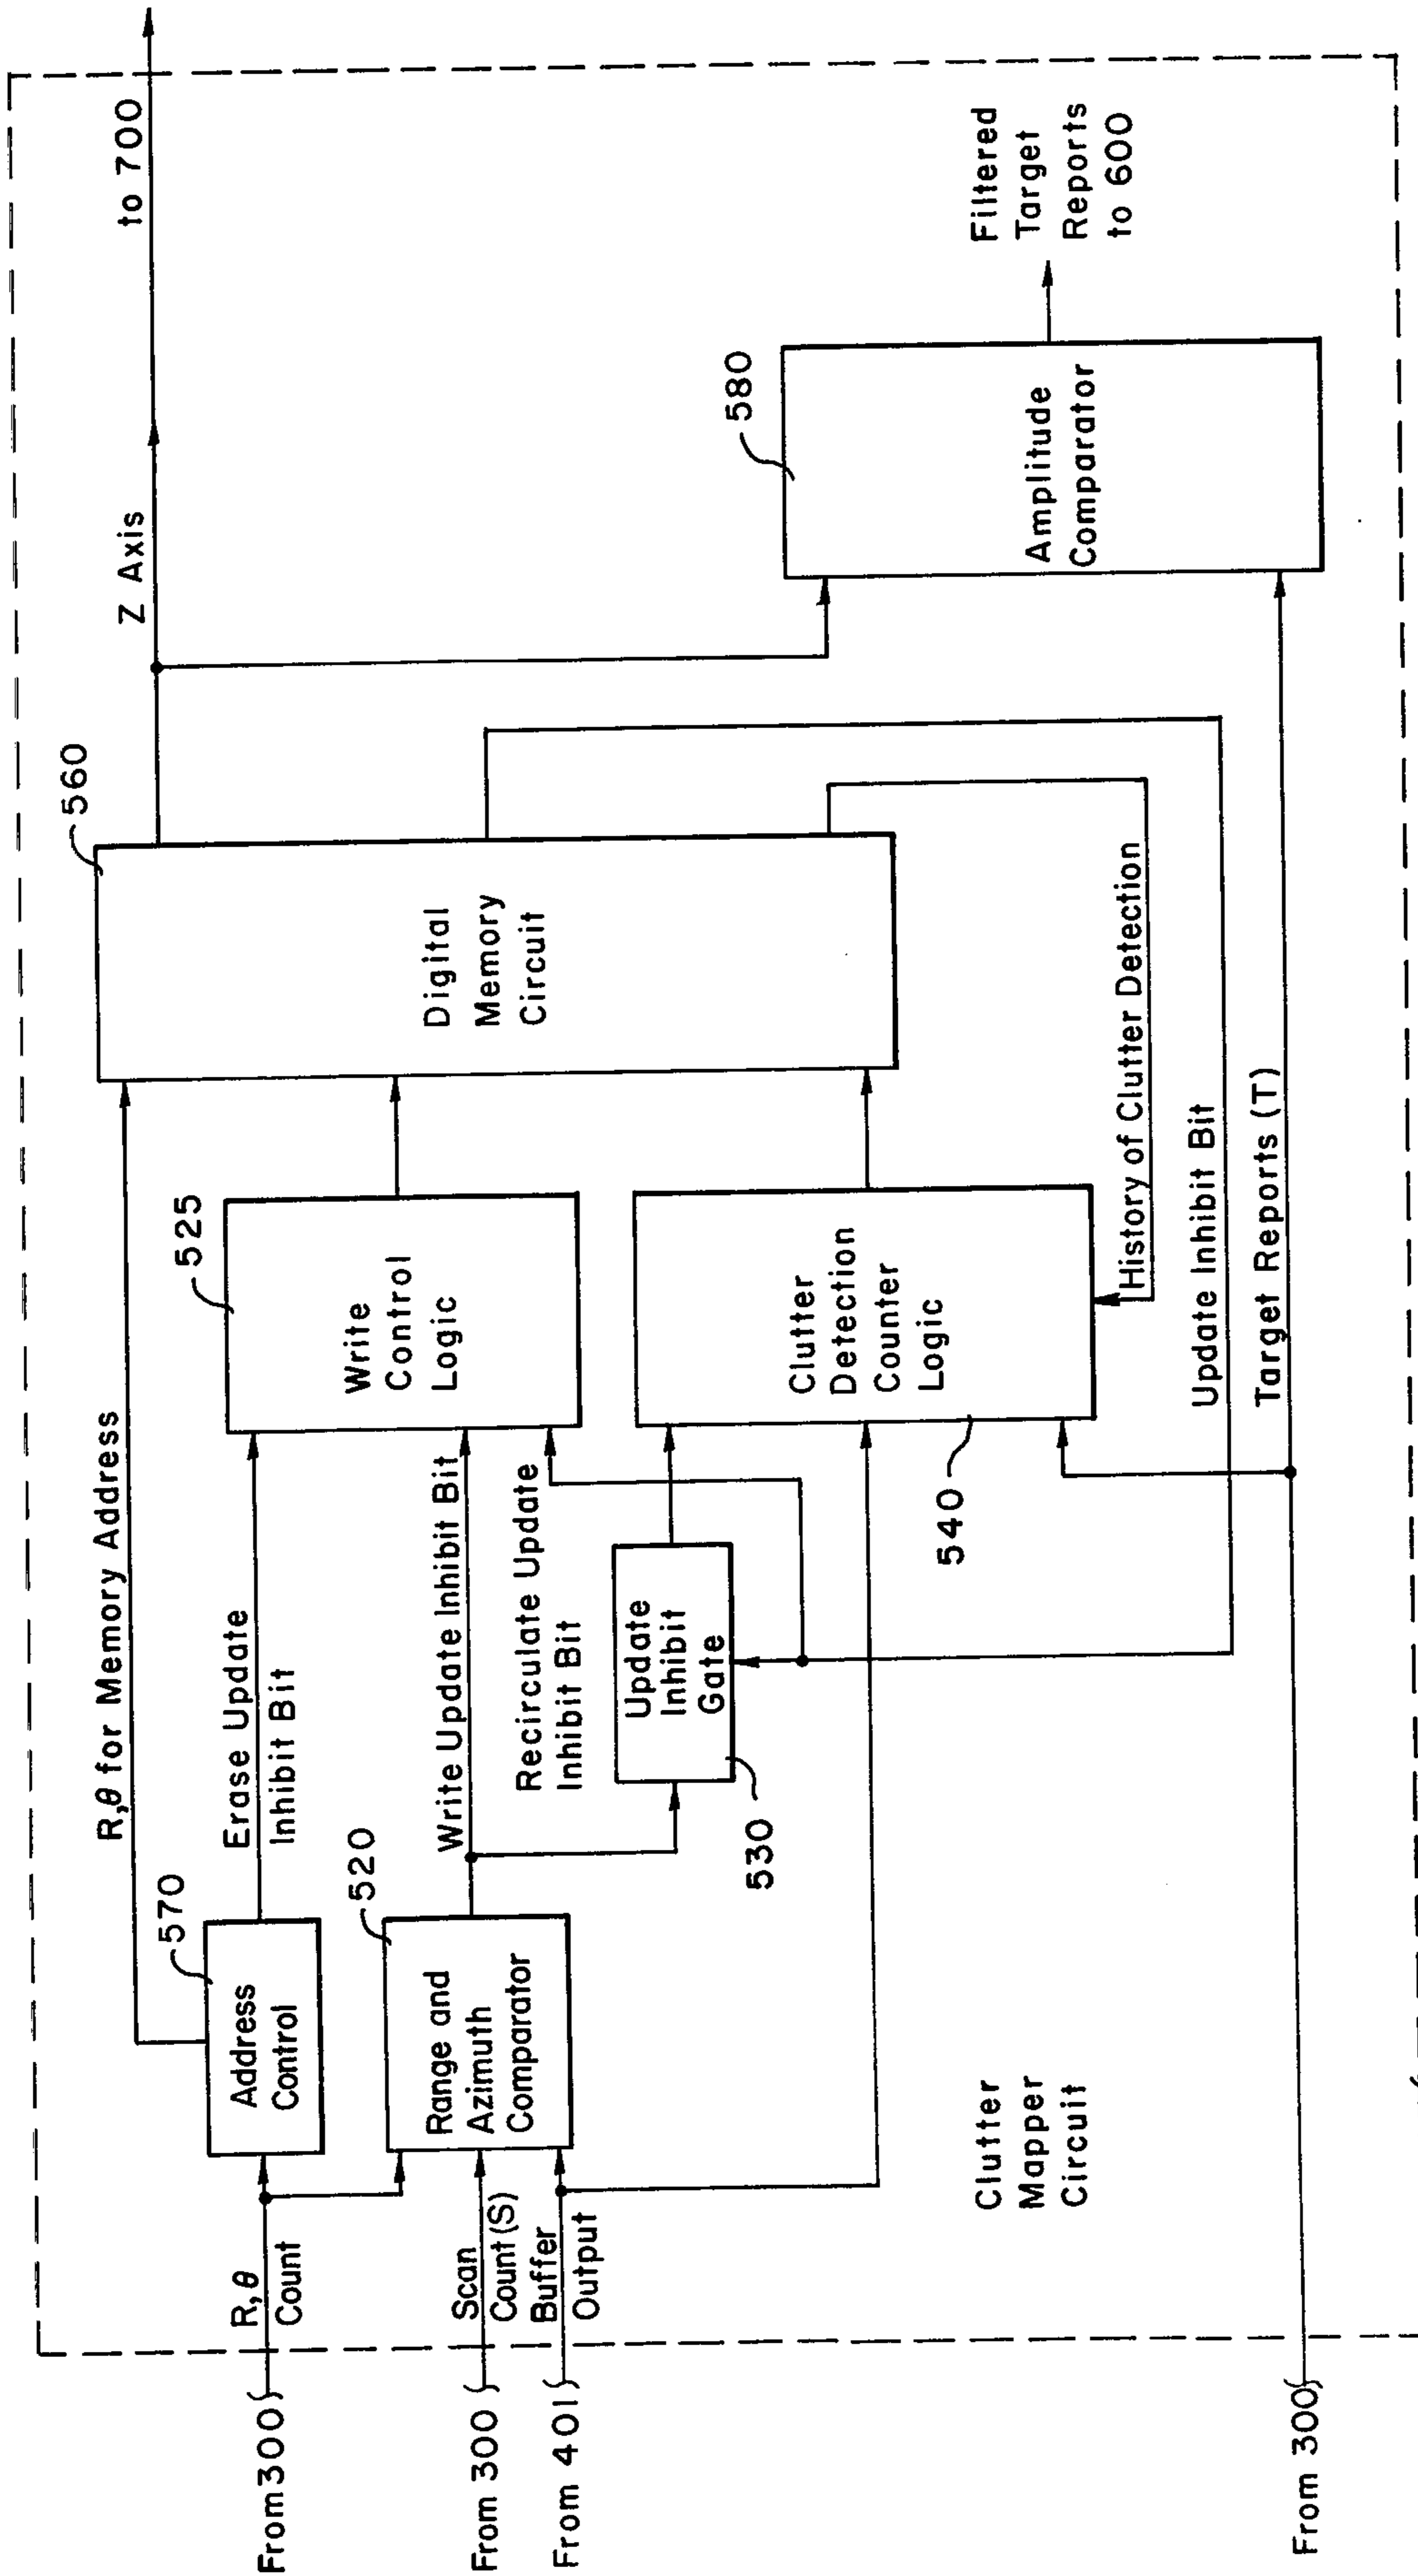 From 300
R,θ
Count
From 300
Scan
Count (S)
From 401
Buffer
Output
From 300
570
Address
Control
520
Range and
Azimuth
Comparator
R,θ for Memory Address
Erase Update
Inhibit Bit
Write Update Inhibit Bit
Recirculate Update
Inhibit Bit
530
Update
Inhibit
Gate
525
Write
Control
Logic
540
Clutter
Detection
Counter
Logic
560
Digital
Memory
Circuit
History of Clutter Detection
Update Inhibit Bit
Target Reports (T)
Z Axis
to 700
580
Amplitude
Comparator
Filtered
Target
Reports
to 600
Clutter
Mapper
Circuit